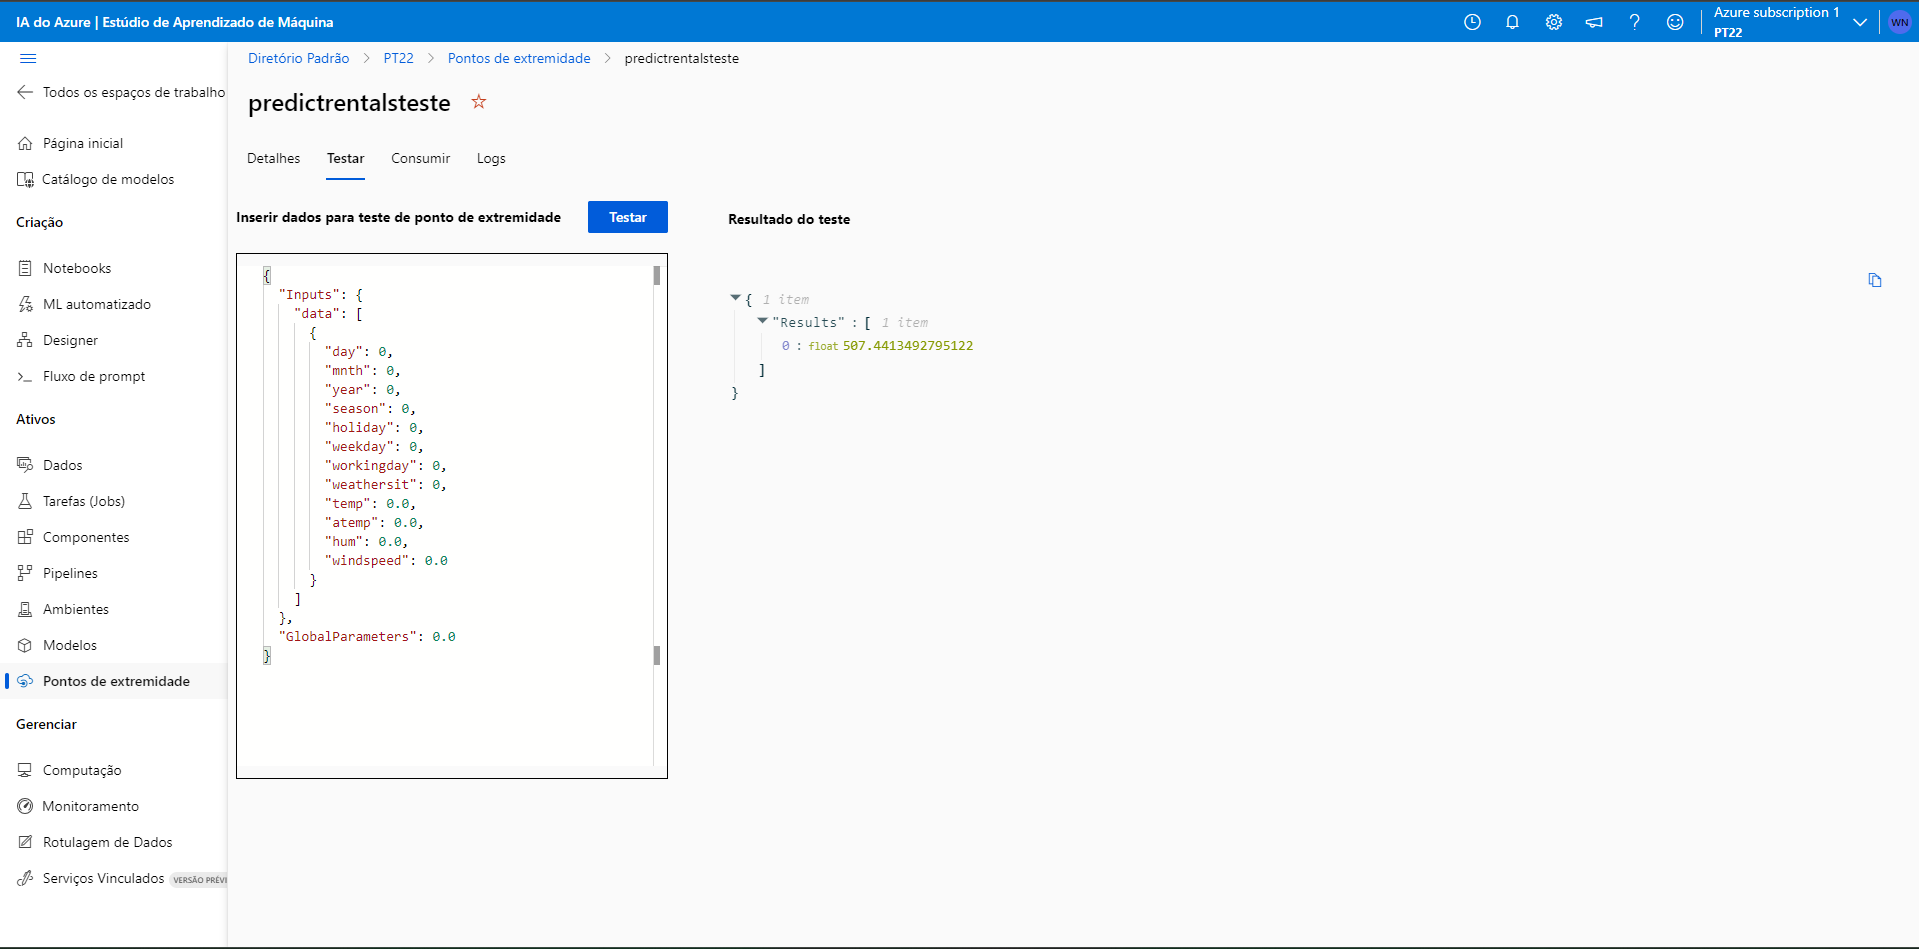 IA do Azure | Estúdio de Aprendizado de Máquina
Azure subscription 1
PT22
WN
Todos os espaços de trabalho
Página inicial
Catálogo de modelos
Criação
Notebooks
ML automatizado
Designer
Fluxo de prompt
Ativos
Dados
Tarefas (Jobs)
Componentes
Pipelines
Ambientes
Modelos
Pontos de extremidade
Gerenciar
Computação
Monitoramento
Rotulagem de Dados
Serviços Vinculados VERSÃO PRÉVI
Diretório Padrão > PT22 > Pontos de extremidade > predictrentalsteste
predictrentalsteste
Detalhes Testar Consumir Logs
Inserir dados para teste de ponto de extremidade Testar
{
"Inputs": {
"data": [
{
"day": 0,
"mnth": 0,
"year": 0,
"season": 0,
"holiday": 0,
"weekday": 0,
"workingday": 0,
"weathersit": 0,
"temp": 0.0,
"atemp": 0.0,
"hum": 0.0,
"windspeed": 0.0
}
]
},
"GlobalParameters": 0.0
}
Resultado do teste
{ 1 item
"Results" : [ 1 item
0 : float 507.4413492795122
]
}